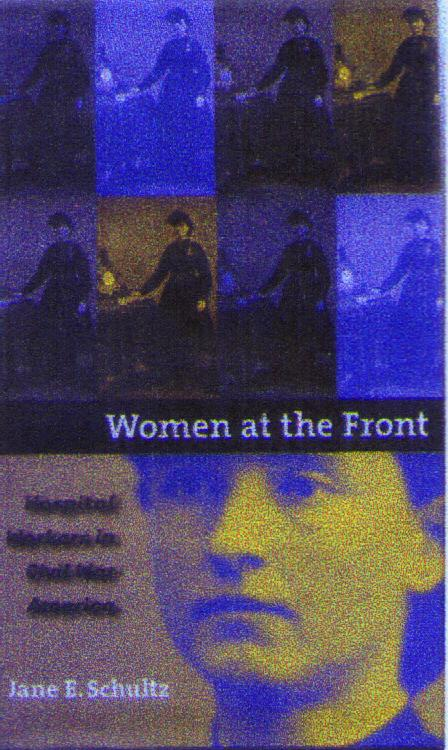 Women at the Front
Hospital
Workers in
Civil War
America
Jane E. Schultz